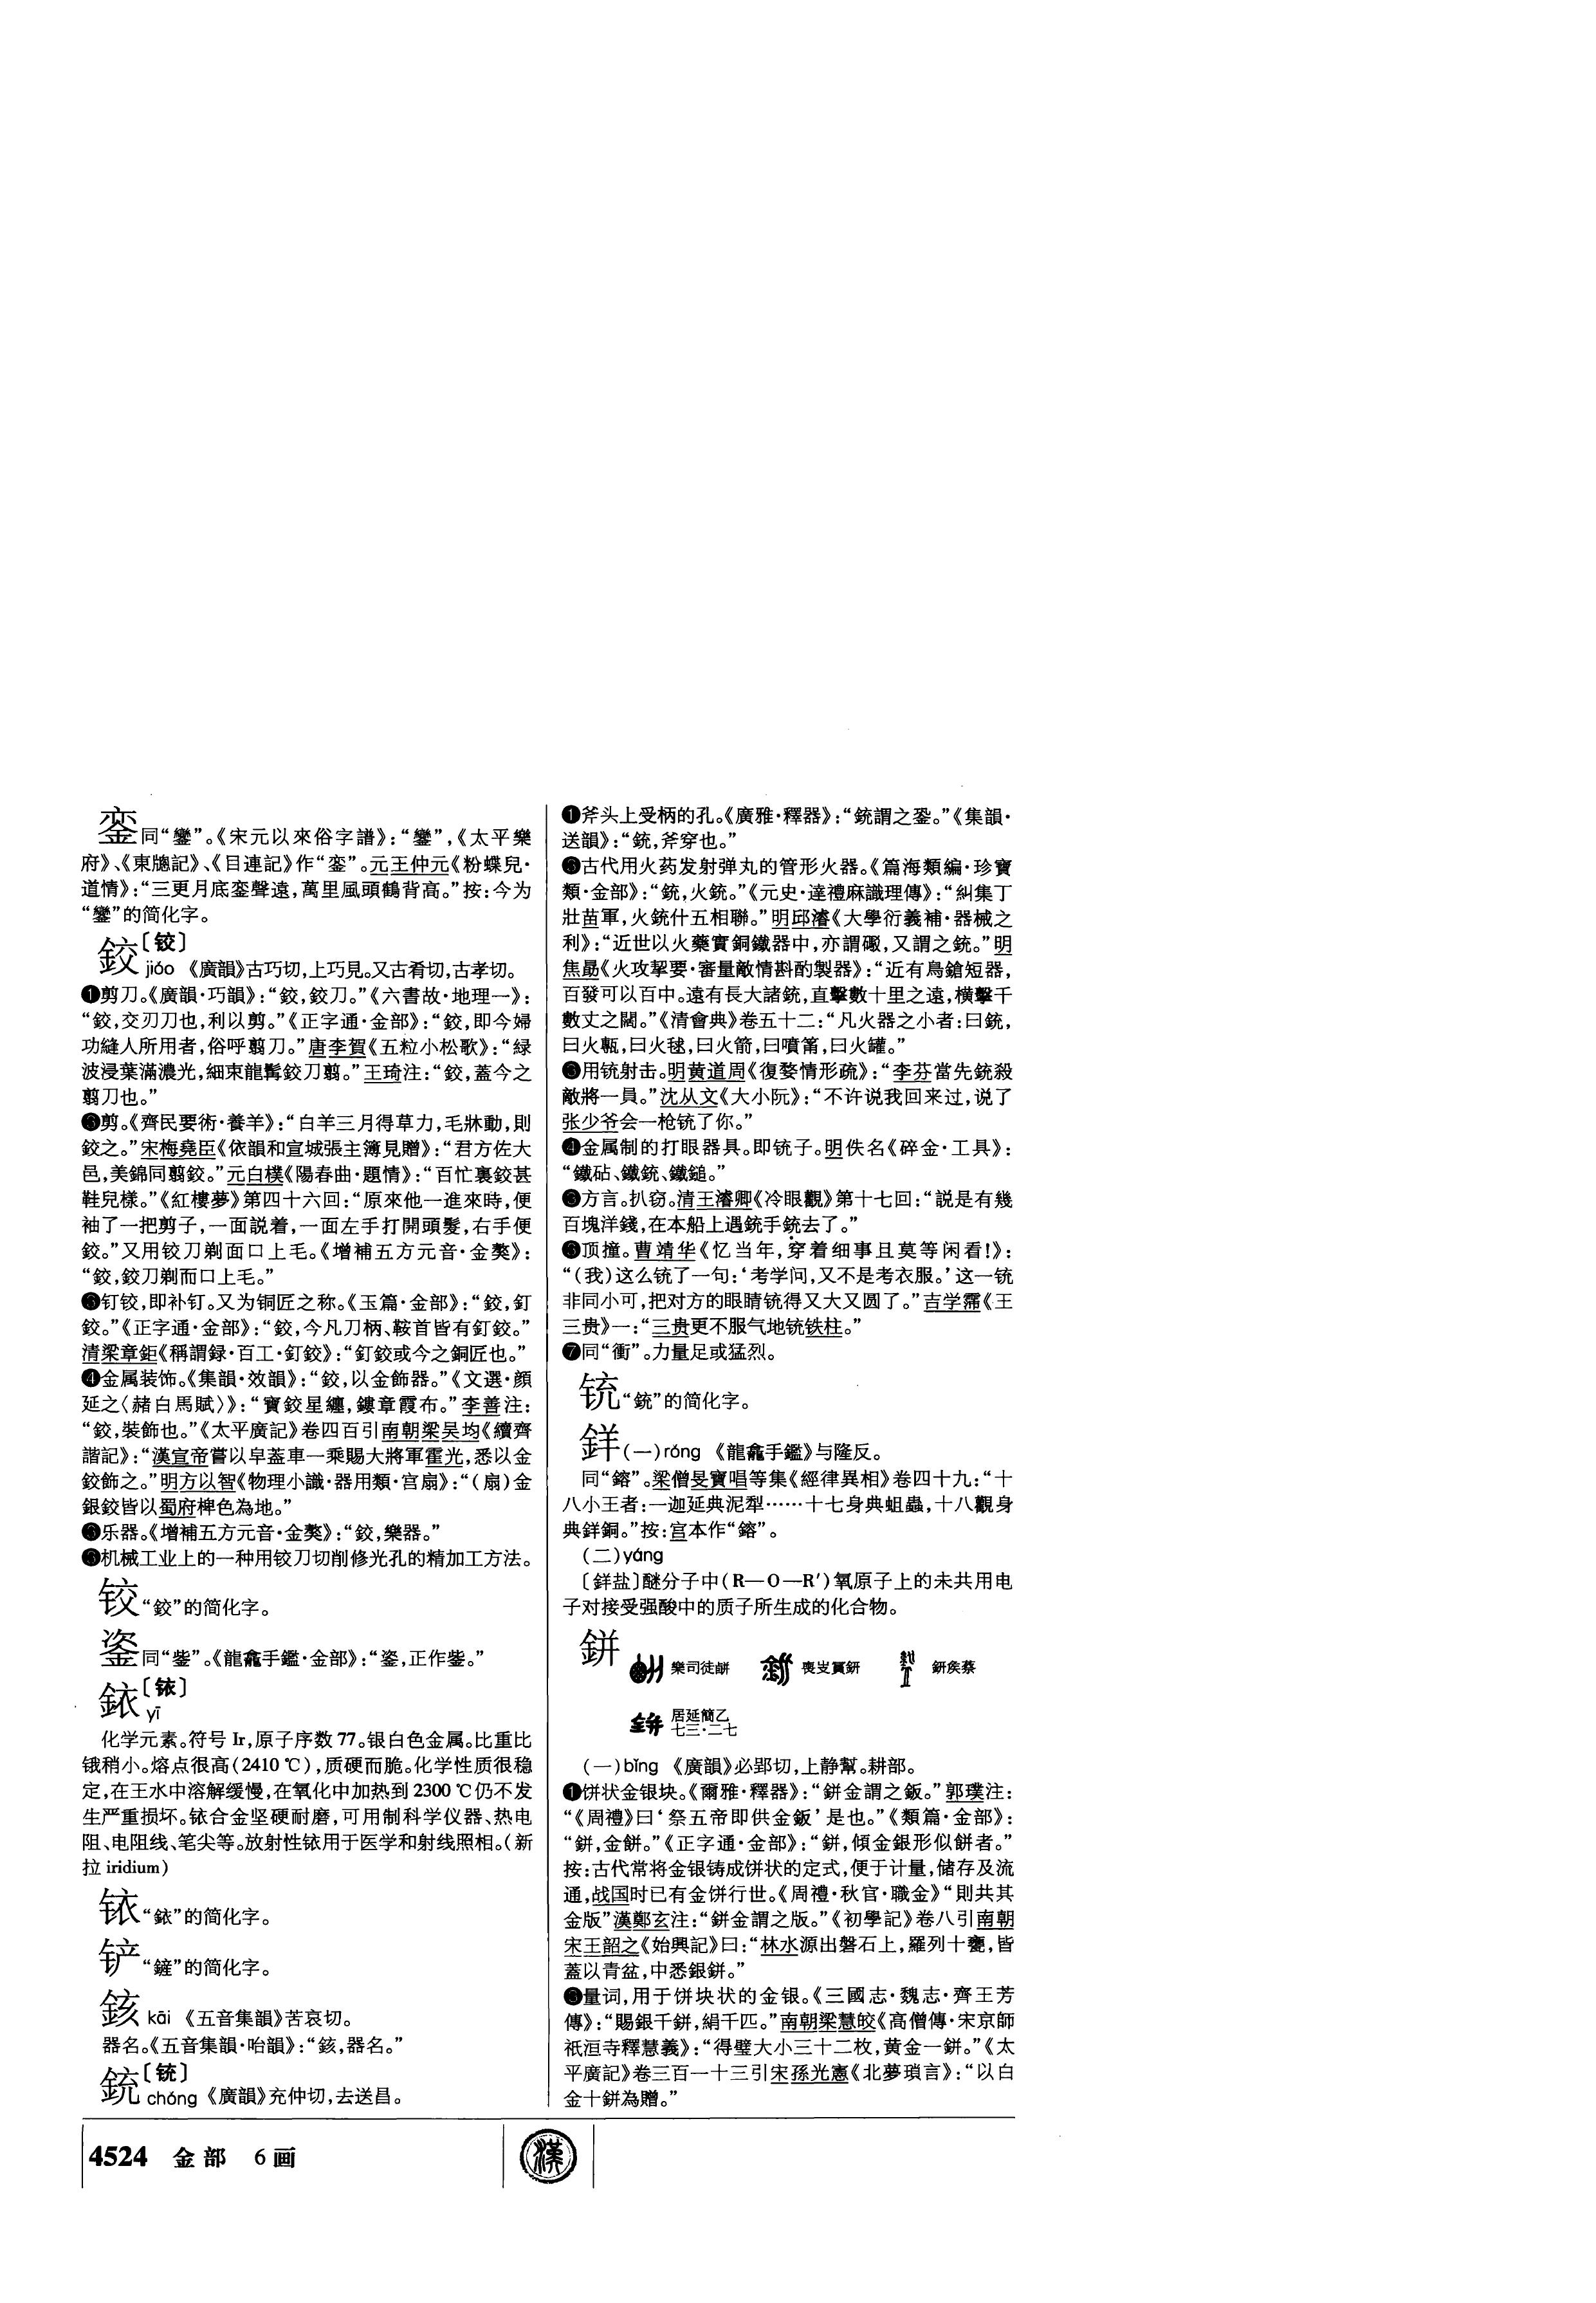 銮同“鑾”。《宋元以來俗字譜》：“鑾”，《太平樂
府》、《東牕記》、《目連記》作“銮”。元王仲元《粉蝶兒·
道情》：“三更月底銮聲遠，萬里風頭鶴背高。”按：今为
“鑾”的简化字。
鉸〔铰〕
jiǎo 《廣韻》古巧切，上巧見。又古肴切，古孝切。
❶剪刀。《廣韻·巧韻》：“鉸，鉸刀。”《六書故·地理一》：
“鉸，交刃刀也，利以剪。”《正字通·金部》：“鉸，即今婦
功縫人所用者，俗呼翦刀。”唐李賀《五粒小松歌》：“緑
波浸葉滿濃光，細束龍髯鉸刀翦。”王琦注：“鉸，蓋今之
翦刀也。”
❷剪。《齊民要術·養羊》：“白羊三月得草力，毛牀動，則
鉸之。”宋梅堯臣《依韻和宣城張主簿見贈》：“君方佐大
邑，美錦同翦鉸。”元白樸《陽春曲·題情》：“百忙裏鉸甚
鞋兒樣。”《紅樓夢》第四十六回：“原來他一進來時，便
袖了一把剪子，一面説着，一面左手打開頭髮，右手便
鉸。”又用铰刀剃面口上毛。《增補五方元音·金獒》：
“鉸，鉸刀剃而口上毛。”
❸钉铰，即补钉。又为铜匠之称。《玉篇·金部》：“鉸，釘
鉸。”《正字通·金部》：“鉸，今凡刀柄、鞍首皆有釘鉸。”
清梁章鉅《稱謂録·百工·釘鉸》：“釘鉸或今之銅匠也。”
❹金属装饰。《集韻·效韻》：“鉸，以金飾器。”《文選·顔
延之〈赭白馬賦〉》：“寶鉸星纏，鏤章霞布。”李善注：
“鉸，裝飾也。”《太平廣記》卷四百引南朝梁吴均《續齊
諧記》：“漢宣帝嘗以皁蓋車一乘賜大將軍霍光，悉以金
鉸飾之。”明方以智《物理小識·器用類·宫扇》：“（扇）金
銀鉸皆以蜀府椑色為地。”
❺乐器。《增補五方元音·金獒》：“鉸，樂器。”
❻机械工业上的一种用铰刀切削修光孔的精加工方法。
铰“鉸”的简化字。
鋊同“鈭”。《龍龕手鑑·金部》：“，正作鈭。”
銥〔铱〕
yī
化学元素。符号 Ir，原子序数 77。银白色金属。比重比
锇稍小。熔点很高（2410 ℃），质硬而脆。化学性质很稳
定，在王水中溶解缓慢，在氧化中加热到 2300 ℃仍不发
生严重损坏。铱合金坚硬耐磨，可用制科学仪器、热电
阻、电阻线、笔尖等。放射性铱用于医学和射线照相。（新
拉 iridium）
铱“銥”的简化字。
铲“鏟”的简化字。
䤤 kāi 《五音集韻》苦哀切。
器名。《五音集韻·咍韻》：“䤤，器名。”
銃〔铳〕
chòng 《廣韻》充仲切，去送昌。
❶斧头上受柄的孔。《廣雅·釋器》：“銃謂之銎。”《集韻·
送韻》：“銃，斧穿也。”
❷古代用火药发射弹丸的管形火器。《篇海類編·珍寶
類·金部》：“銃，火銃。”《元史·達禮麻識理傳》：“糾集丁
壯苗軍，火銃什五相聯。”明邱濬《大學衍義補·器械之
利》：“近世以火藥實銅鐵器中，亦謂礮，又謂之銃。”明
焦勗《火攻挈要·審量敵情斟酌製器》：“近有鳥鎗短器，
百發可以百中。遠有長大諸銃，直擊數十里之遠，横擊千
數丈之闊。”《清會典》卷五十二：“凡火器之小者：曰銃，
曰火甎，曰火毬，曰火箭，曰噴筩，曰火罐。”
❸用铳射击。明黄道周《復婺情形疏》：“李芬當先銃殺
敵將一員。”沈从文《大小阮》：“不许说我回来过，说了
张少爷会一枪铳了你。”
❹金属制的打眼器具。即铳子。明佚名《碎金·工具》：
“鐵砧、鐵銃、鐵鎚。”
❺方言。扒窃。清王濬卿《冷眼觀》第十七回：“説是有幾
百塊洋錢，在本船上遇銃手銃去了。”
❻顶撞。曹靖华《忆当年，穿着细事且莫等闲看！》：
“（我）这么铳了一句：‘考学问，又不是考衣服。’这一铳
非同小可，把对方的眼睛铳得又大又圆了。”吉学霈《王
三贵》一：“三贵更不服气地铳铁柱。”
❼同“衝”。力量足或猛烈。
铳“銃”的简化字。
鉡（一）róng 《龍龕手鑑》与隆反。
同“鎔”。梁僧旻寶唱等集《經律異相》卷四十九：“十
八小王者：一迦延典泥犁……十七身典蛆蟲，十八觀身
典銅。”按：宫本作“鎔”。
（二）yáng
〔盐〕醚分子中（R—O—R′）氧原子上的未共用电
子对接受强酸中的质子所生成的化合物。
鉼
樂司徒鉼 喪㕜鉼 鉼 蔡
居延簡乙
七三·二七
（一）bǐng 《廣韻》必郢切，上静幫。耕部。
❶饼状金银块。《爾雅·釋器》：“鉼金謂之鈑。”郭璞注：
“《周禮》曰‘祭五帝即供金鈑’是也。”《類篇·金部》：
“鉼，金餅。”《正字通·金部》：“鉼，傾金銀形似餅者。”
按：古代常将金银铸成饼状的定式，便于计量，储存及流
通，战国时已有金饼行世。《周禮·秋官·職金》“則共其
金版”漢鄭玄注：“鉼金謂之版。”《初學記》卷八引南朝
宋王韶之《始興記》曰：“林水源出磐石上，羅列十甕，皆
蓋以青盆，中悉銀鉼。”
❷量词，用于饼块状的金银。《三國志·魏志·齊王芳
傳》：“賜銀千鉼，絹千匹。”南朝梁慧皎《高僧傳·宋京師
祇洹寺釋慧義》：“得璧大小三十二枚，黄金一鉼。”《太
平廣記》卷三百一十三引宋孫光憲《北夢瑣言》：“以白
金十鉼為贈。”
4524 金部 6画
漢